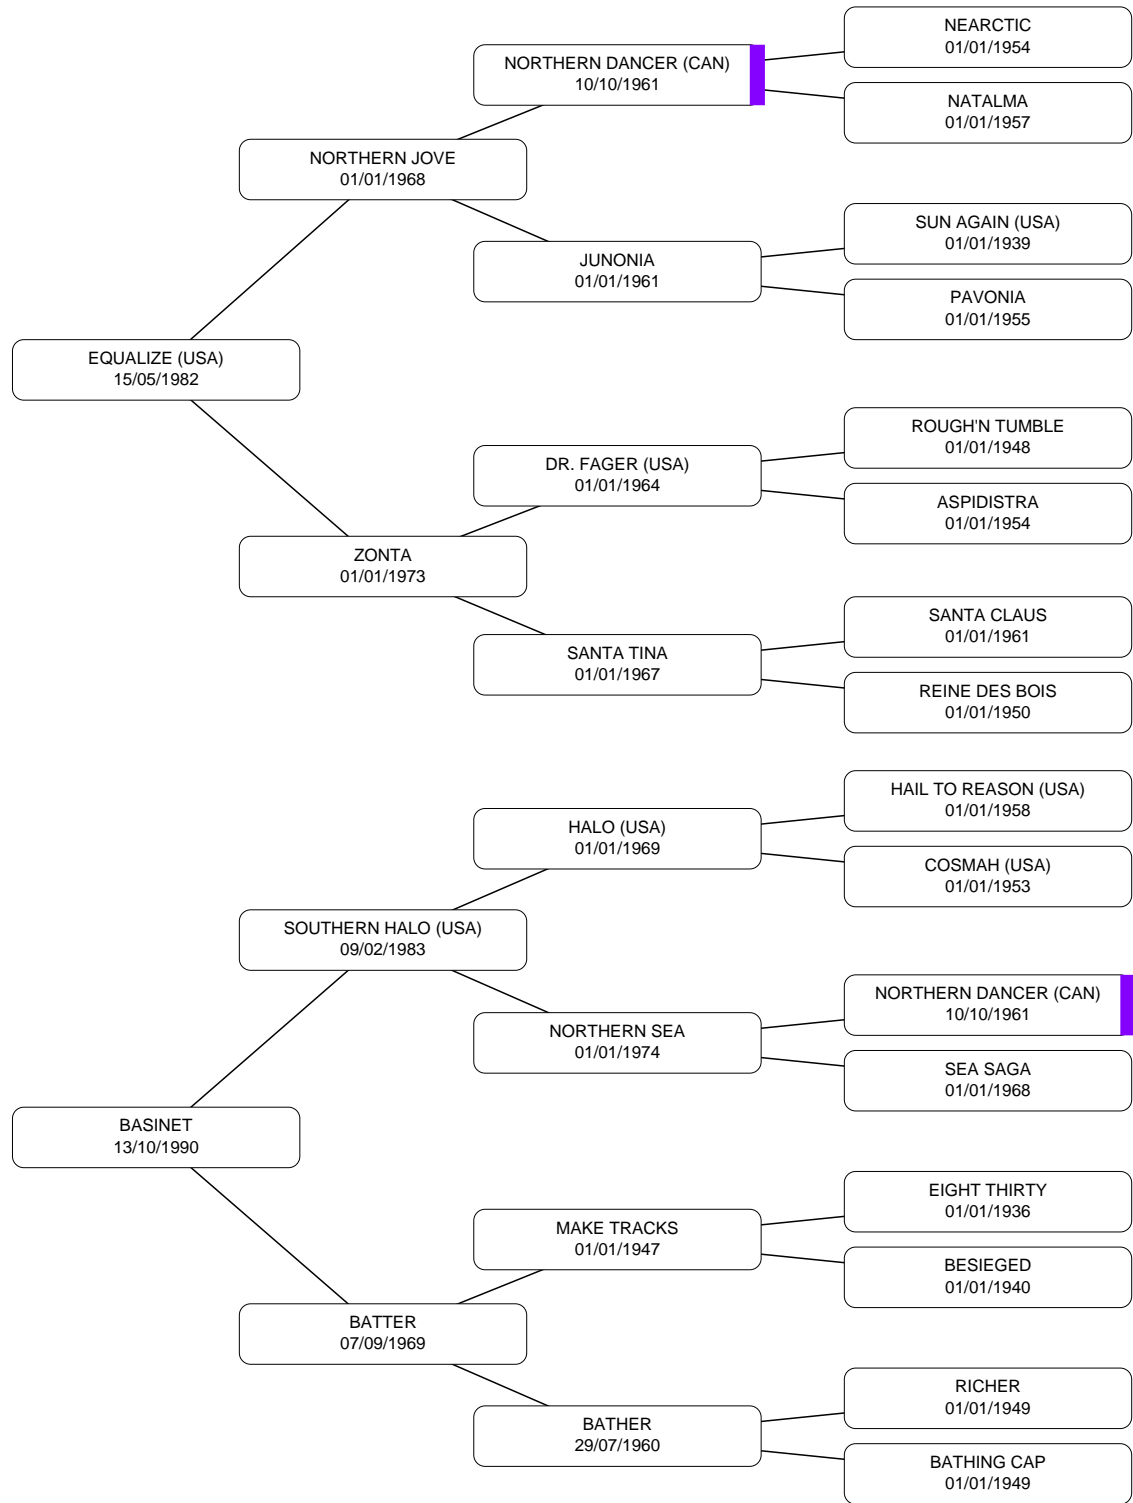 NEARCTIC
01/01/1954
NORTHERN DANCER (CAN)
10/10/1961
NATALMA
01/01/1957
NORTHERN JOVE
01/01/1968
SUN AGAIN (USA)
01/01/1939
JUNONIA
01/01/1961
PAVONIA
01/01/1955
EQUALIZE (USA)
15/05/1982
ROUGH'N TUMBLE
01/01/1948
DR. FAGER (USA)
01/01/1964
ASPIDISTRA
01/01/1954
ZONTA
01/01/1973
SANTA CLAUS
01/01/1961
SANTA TINA
01/01/1967
REINE DES BOIS
01/01/1950
HAIL TO REASON (USA)
01/01/1958
HALO (USA)
01/01/1969
COSMAH (USA)
01/01/1953
SOUTHERN HALO (USA)
09/02/1983
NORTHERN DANCER (CAN)
10/10/1961
NORTHERN SEA
01/01/1974
SEA SAGA
01/01/1968
BASINET
13/10/1990
EIGHT THIRTY
01/01/1936
MAKE TRACKS
01/01/1947
BESIEGED
01/01/1940
BATTER
07/09/1969
RICHER
01/01/1949
BATHER
29/07/1960
BATHING CAP
01/01/1949